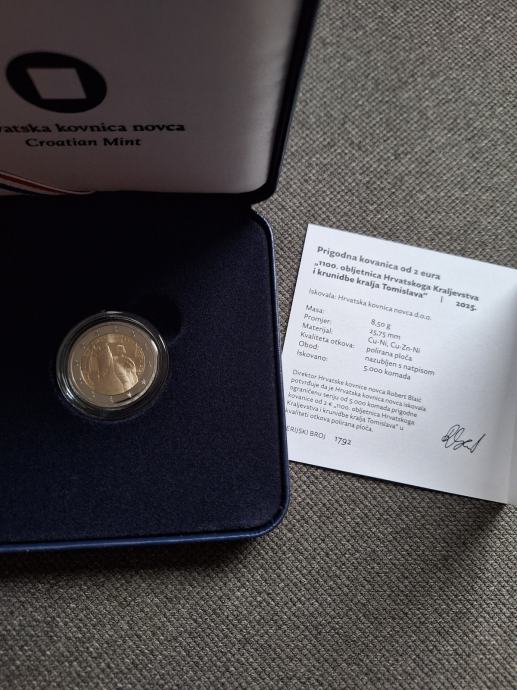 kovnica novca
Croatian Mint
Prigodna kovanica od 2 eura
„1100. obljetnica Hrvatskoga Kraljevstva
i krunidbe kralja Tomislava“ | 2025.
Iskovala: Hrvatska kovnica novca d.o.o.
Masa: 8,50 g
Promjer: 25,75 mm
Materijal: Cu-Ni, Cu-Zn-Ni
Kvaliteta otkova: polirana ploča
Obod: nazubljen s natpisom
Iskovano: 5.000 komada
Direktor Hrvatske kovnice novca Robert Blaić
potvrđuje da je Hrvatska kovnica novca iskovala
ograničenu seriju od 5.000 komada prigodne
kovanice od 2 € „1100. obljetnica Hrvatskoga
Kraljevstva i krunidbe kralja Tomislava“ u
kvaliteti otkova polirana ploča.
ERIJSKI BROJ 1792